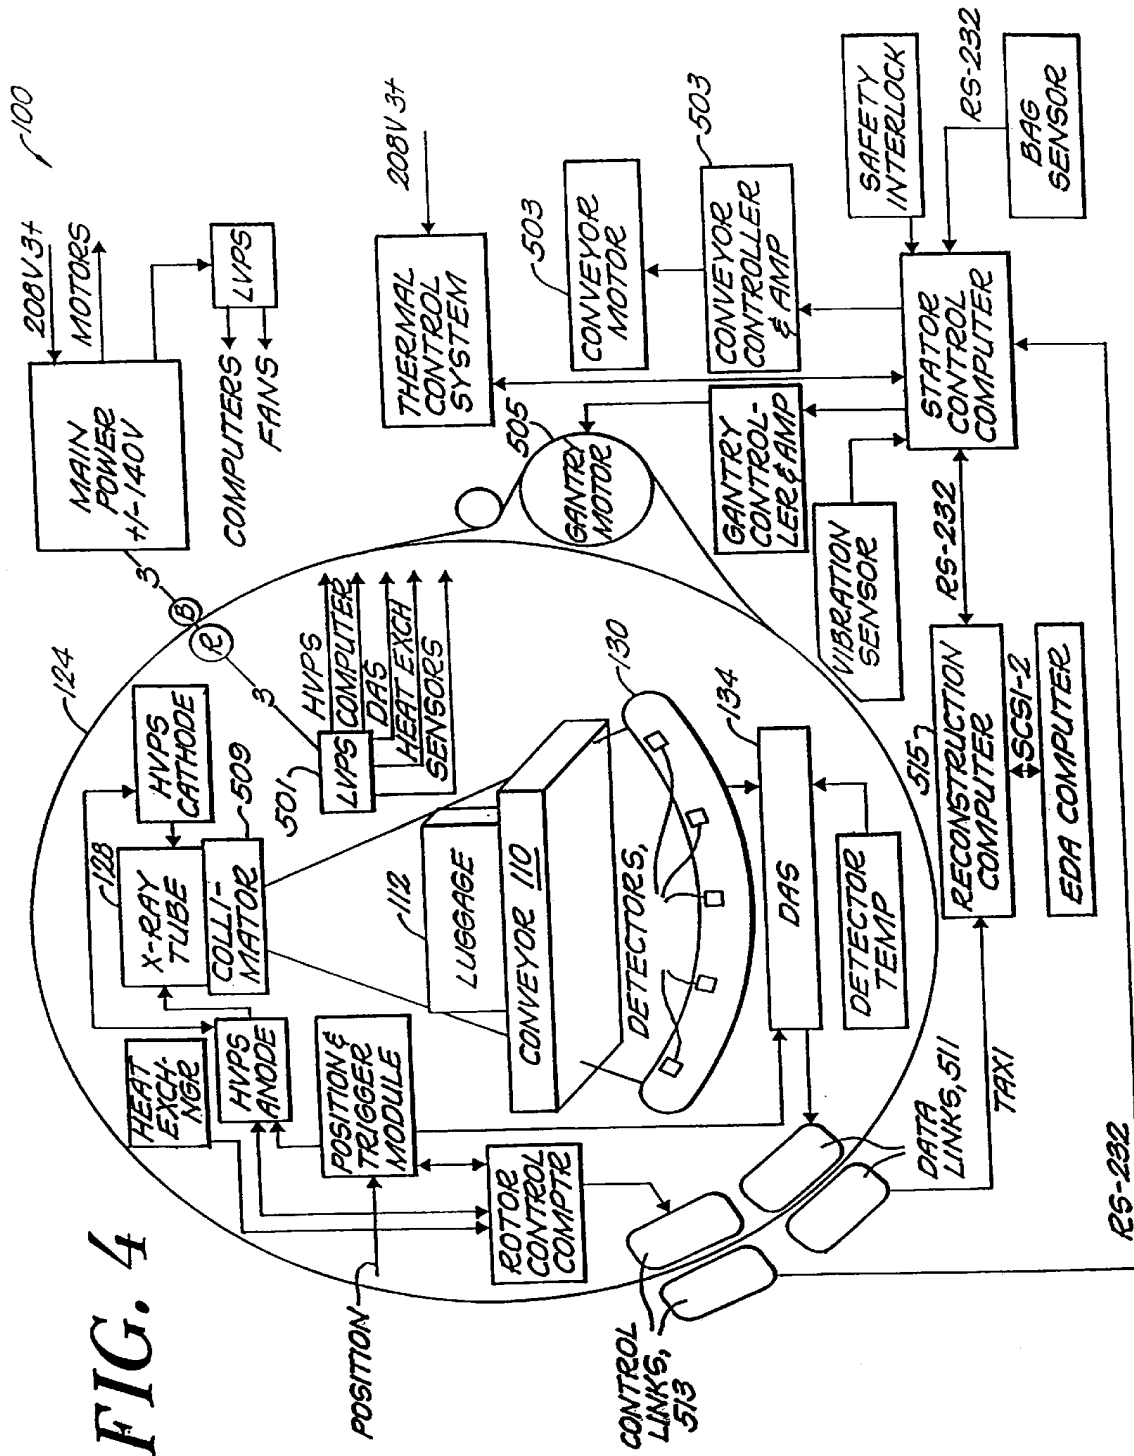 FIG. 4
100
208V 3+
MOTORS
MAIN
POWER
+/-140V
LVPS
COMPUTERS
FANS
3
B
R
3
124
HVPS
CATHODE
128
X-RAY
TUBE
COLLI-
MATOR
509
HEAT
EXCH-
NGR
HVPS
ANODE
POSITION &
TRIGGER
MODULE
POSITION
ROTOR
CONTROL
COMPTR
501
LVPS
HVPS
COMPUTER
DAS
HEAT EXCH
SENSORS
112
LUGGAGE
CONVEYOR 110
DETECTORS,
130
134
DAS
DETECTOR
TEMP
CONTROL
LINKS,
513
DATA
LINKS, 511
TAXI
RS-232
208V 3+
THERMAL
CONTROL
SYSTEM
505
GANTRY
MOTOR
503
CONVEYOR
MOTOR
503
CONVEYOR
CONTROLLER
& AMP
GANTRY
CONTROL-
LER & AMP
VIBRATION
SENSOR
SAFETY
INTERLOCK
RS-232
BAG
SENSOR
STATOR
CONTROL
COMPUTER
RS-232
515
RECONSTRUCTION
COMPUTER
SCSI-2
EDA COMPUTER